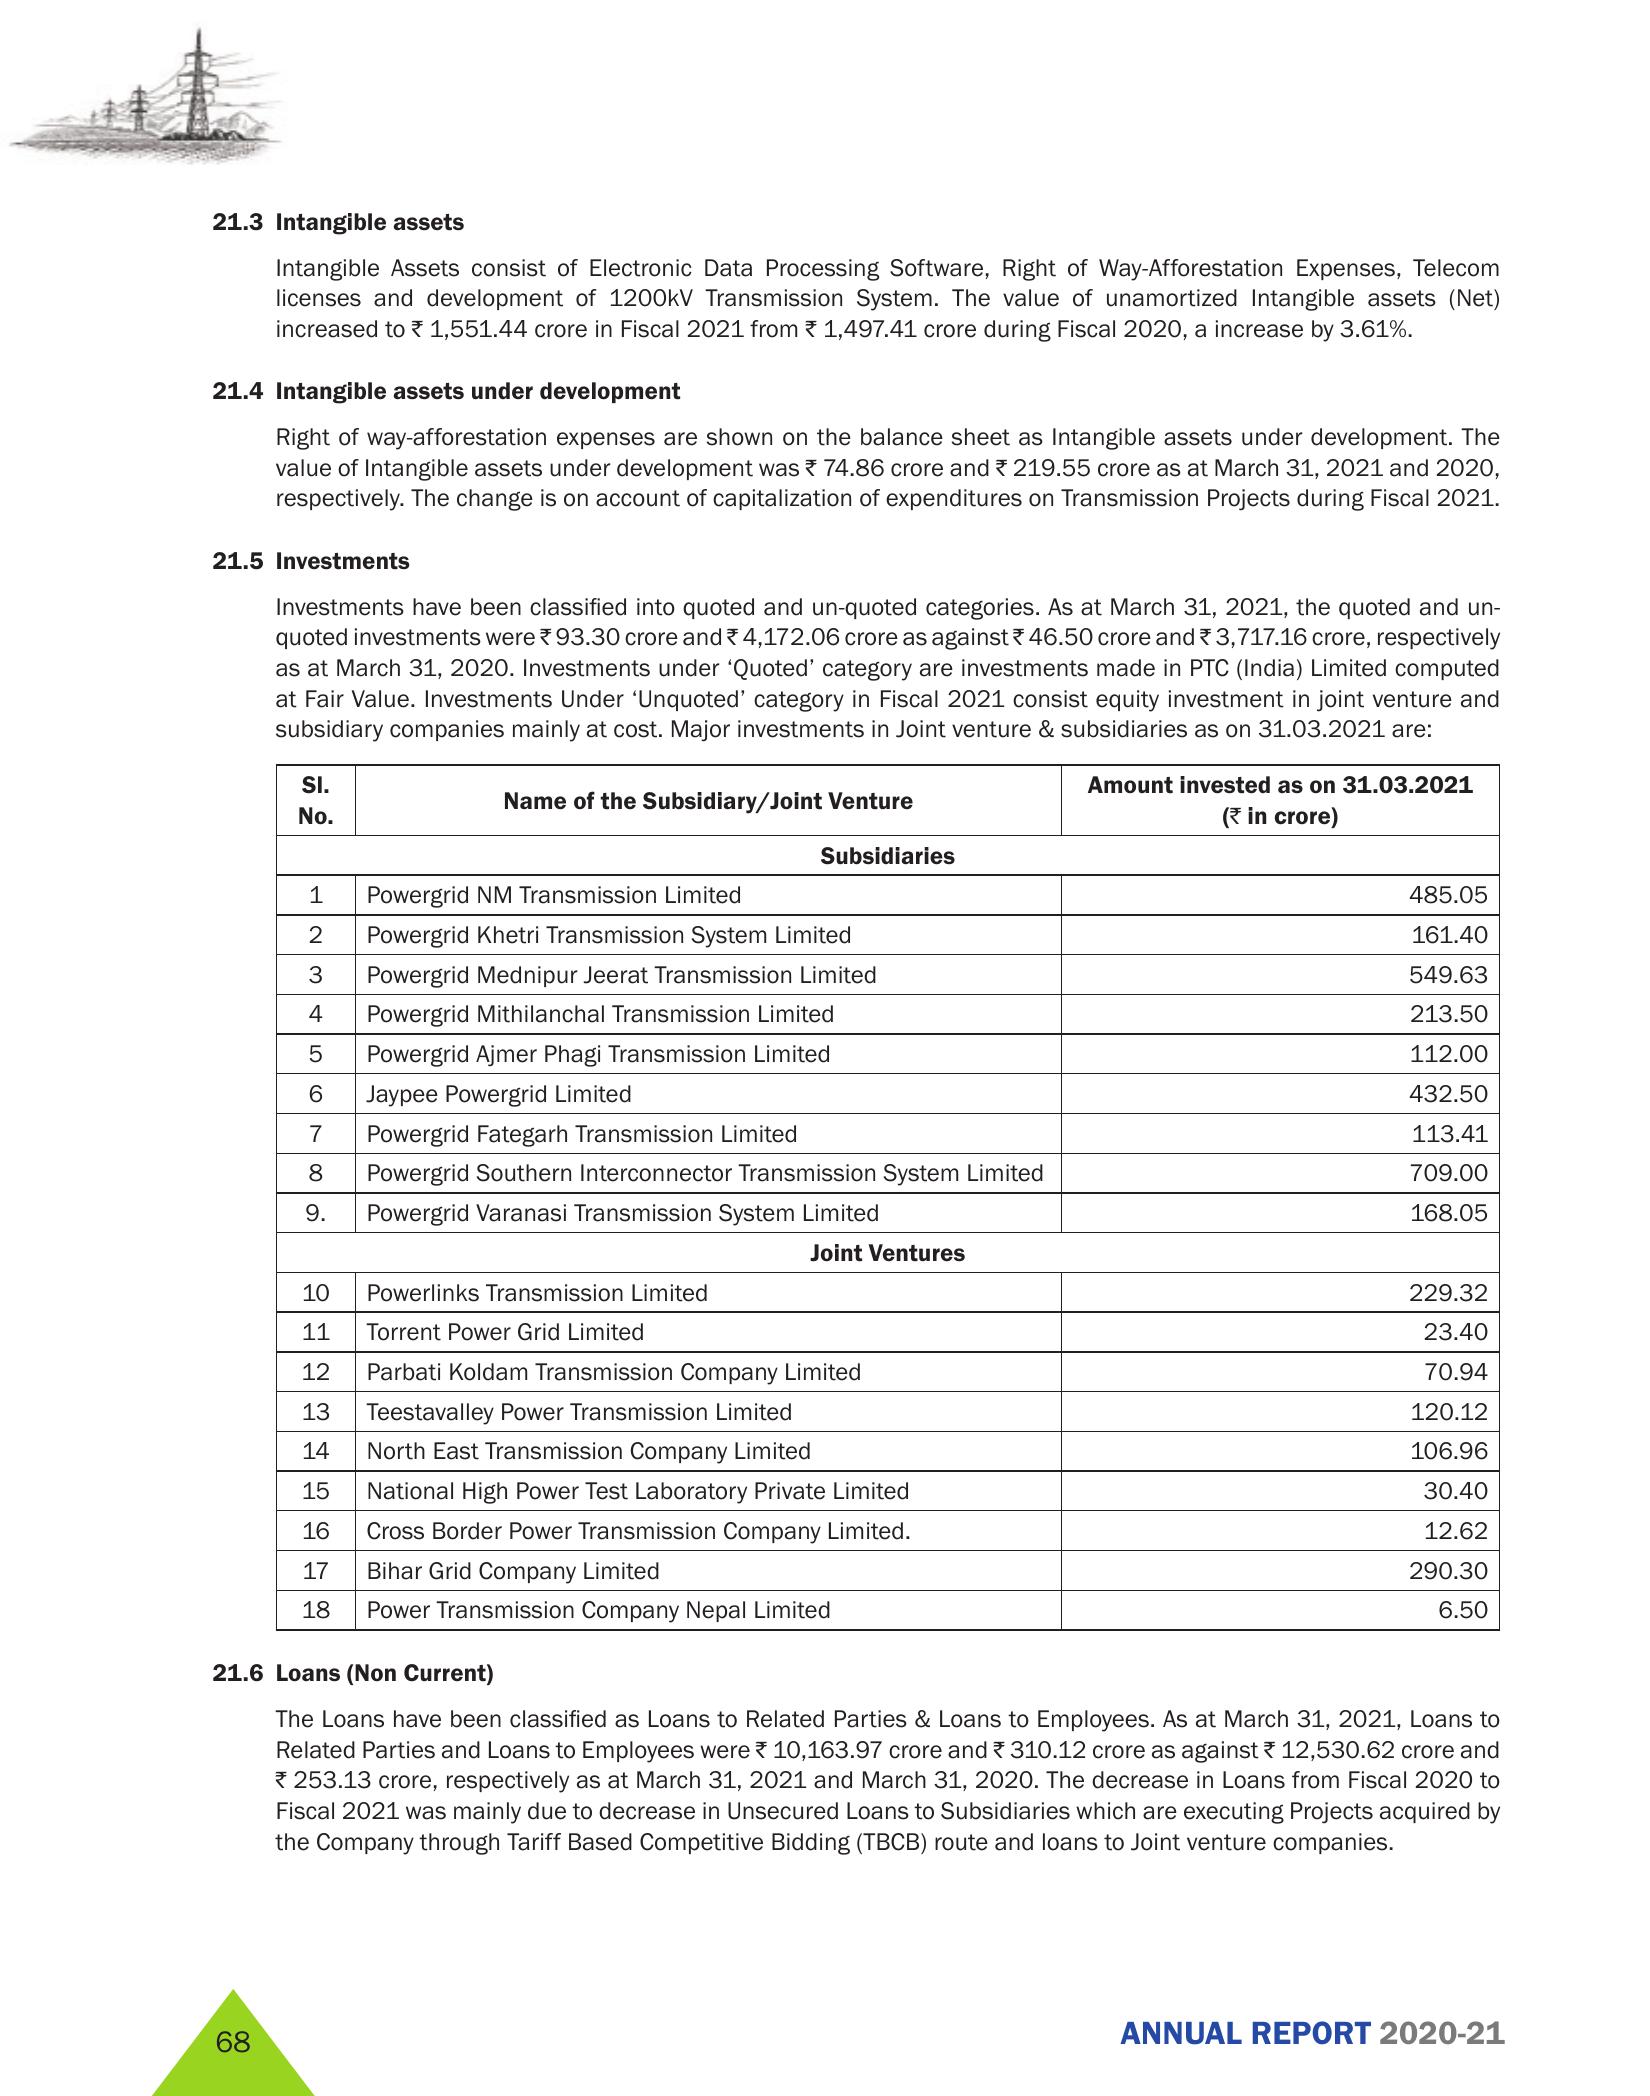 21.3 Intangible assets
Intangible Assets consist of Electronic Data Processing Software, Right of Way-Afforestation Expenses, Telecom
licenses and development of 1200kV Transmission System. The value of unamortized Intangible assets (Net)
increased to ₹ 1,551.44 crore in Fiscal 2021 from ₹ 1,497.41 crore during Fiscal 2020, a increase by 3.61%.
21.4 Intangible assets under development
Right of way-afforestation expenses are shown on the balance sheet as Intangible assets under development. The
value of Intangible assets under development was ₹ 74.86 crore and ₹ 219.55 crore as at March 31, 2021 and 2020,
respectively. The change is on account of capitalization of expenditures on Transmission Projects during Fiscal 2021.
21.5 Investments
Investments have been classified into quoted and un-quoted categories. As at March 31, 2021, the quoted and un-
quoted investments were ₹ 93.30 crore and ₹ 4,172.06 crore as against ₹ 46.50 crore and ₹ 3,717.16 crore, respectively
as at March 31, 2020. Investments under ‘Quoted’ category are investments made in PTC (India) Limited computed
at Fair Value. Investments Under ‘Unquoted’ category in Fiscal 2021 consist equity investment in joint venture and
subsidiary companies mainly at cost. Major investments in Joint venture & subsidiaries as on 31.03.2021 are:
Sl. No. Name of the Subsidiary/Joint Venture Amount invested as on 31.03.2021 (₹ in crore)
Subsidiaries
1 Powergrid NM Transmission Limited 485.05
2 Powergrid Khetri Transmission System Limited 161.40
3 Powergrid Mednipur Jeerat Transmission Limited 549.63
4 Powergrid Mithilanchal Transmission Limited 213.50
5 Powergrid Ajmer Phagi Transmission Limited 112.00
6 Jaypee Powergrid Limited 432.50
7 Powergrid Fategarh Transmission Limited 113.41
8 Powergrid Southern Interconnector Transmission System Limited 709.00
9. Powergrid Varanasi Transmission System Limited 168.05
Joint Ventures
10 Powerlinks Transmission Limited 229.32
11 Torrent Power Grid Limited 23.40
12 Parbati Koldam Transmission Company Limited 70.94
13 Teestavalley Power Transmission Limited 120.12
14 North East Transmission Company Limited 106.96
15 National High Power Test Laboratory Private Limited 30.40
16 Cross Border Power Transmission Company Limited. 12.62
17 Bihar Grid Company Limited 290.30
18 Power Transmission Company Nepal Limited 6.50
21.6 Loans (Non Current)
The Loans have been classified as Loans to Related Parties & Loans to Employees. As at March 31, 2021, Loans to
Related Parties and Loans to Employees were ₹ 10,163.97 crore and ₹ 310.12 crore as against ₹ 12,530.62 crore and
₹ 253.13 crore, respectively as at March 31, 2021 and March 31, 2020. The decrease in Loans from Fiscal 2020 to
Fiscal 2021 was mainly due to decrease in Unsecured Loans to Subsidiaries which are executing Projects acquired by
the Company through Tariff Based Competitive Bidding (TBCB) route and loans to Joint venture companies.
68
ANNUAL REPORT 2020-21